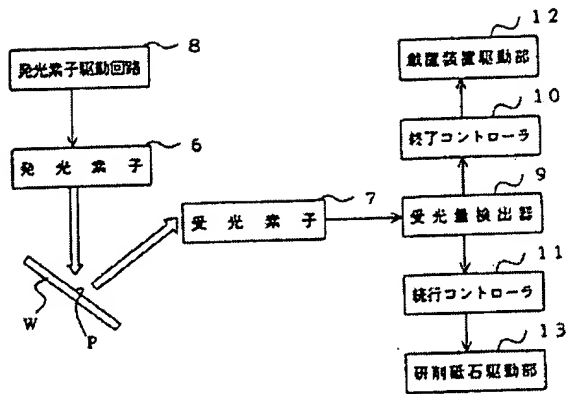 12
8
発光素子駆動回路
載置装置駆動部
10
6
終了コントローラ
発光素子
7
9
受光素子
受光量検出器
11
W
P
続行コントローラ
13
研削砥石駆動部